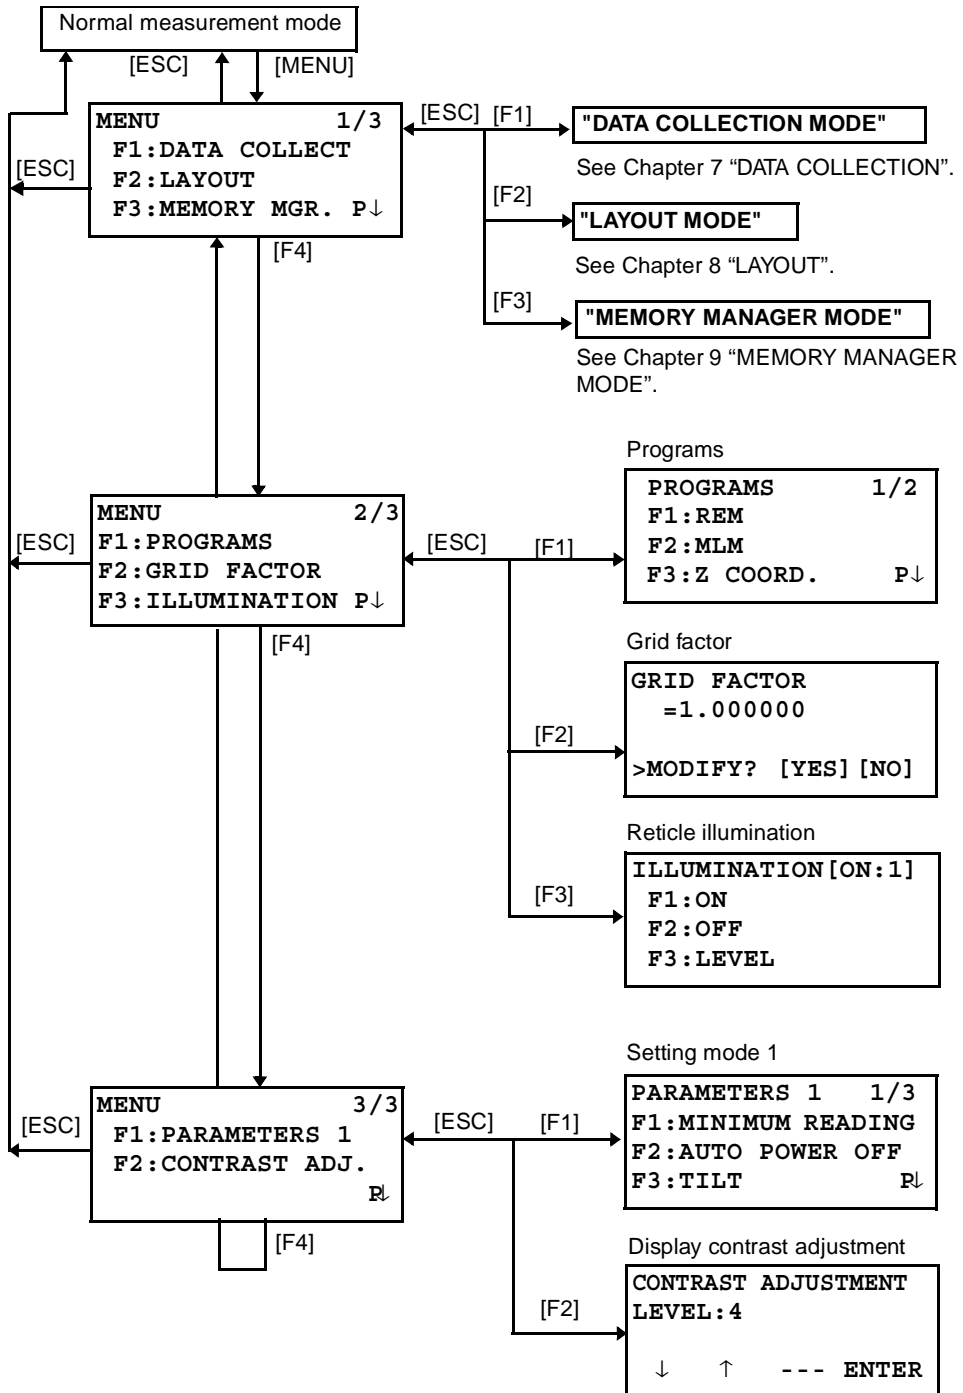 Normal measurement mode
[ESC] [MENU]
MENU 1/3
F1:DATA COLLECT
F2:LAYOUT
F3:MEMORY MGR. P↓
[ESC]
[ESC] [F1]
"DATA COLLECTION MODE"
See Chapter 7 “DATA COLLECTION”.
[F2]
"LAYOUT MODE"
See Chapter 8 “LAYOUT”.
[F3]
"MEMORY MANAGER MODE"
See Chapter 9 “MEMORY MANAGER
MODE”.
[F4]
MENU 2/3
F1:PROGRAMS
F2:GRID FACTOR
F3:ILLUMINATION P↓
[ESC]
[ESC] [F1]
Programs
PROGRAMS 1/2
F1:REM
F2:MLM
F3:Z COORD. P↓
[F2]
Grid factor
GRID FACTOR
=1.000000
>MODIFY? [YES][NO]
[F3]
Reticle illumination
ILLUMINATION[ON:1]
F1:ON
F2:OFF
F3:LEVEL
[F4]
MENU 3/3
F1:PARAMETERS 1
F2:CONTRAST ADJ.
P↓
[ESC]
[F4]
[ESC] [F1]
Setting mode 1
PARAMETERS 1 1/3
F1:MINIMUM READING
F2:AUTO POWER OFF
F3:TILT P↓
[F2]
Display contrast adjustment
CONTRAST ADJUSTMENT
LEVEL:4
↓ ↑ --- ENTER